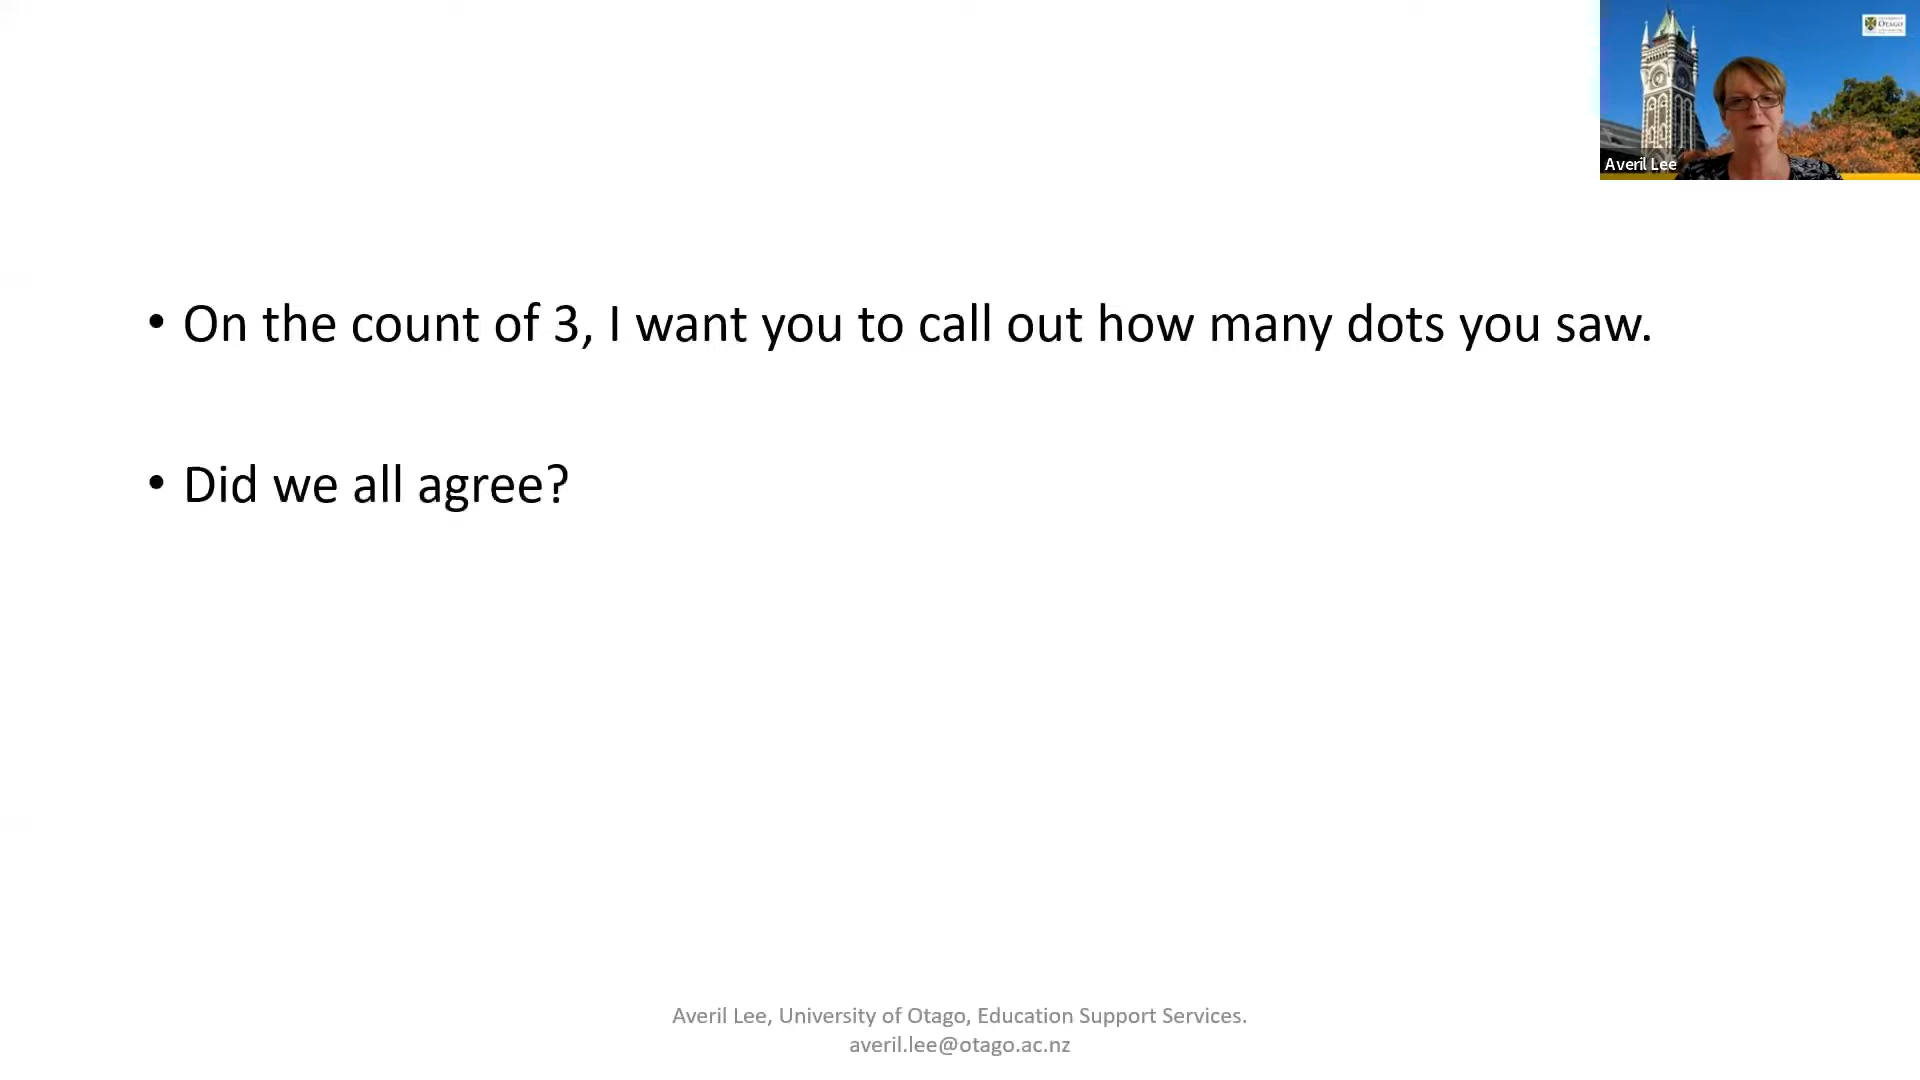 OTAGO
Averil Lee
• On the count of 3, I want you to call out how many dots you saw.
• Did we all agree?
Averil Lee, University of Otago, Education Support Services.
averil.lee@otago.ac.nz